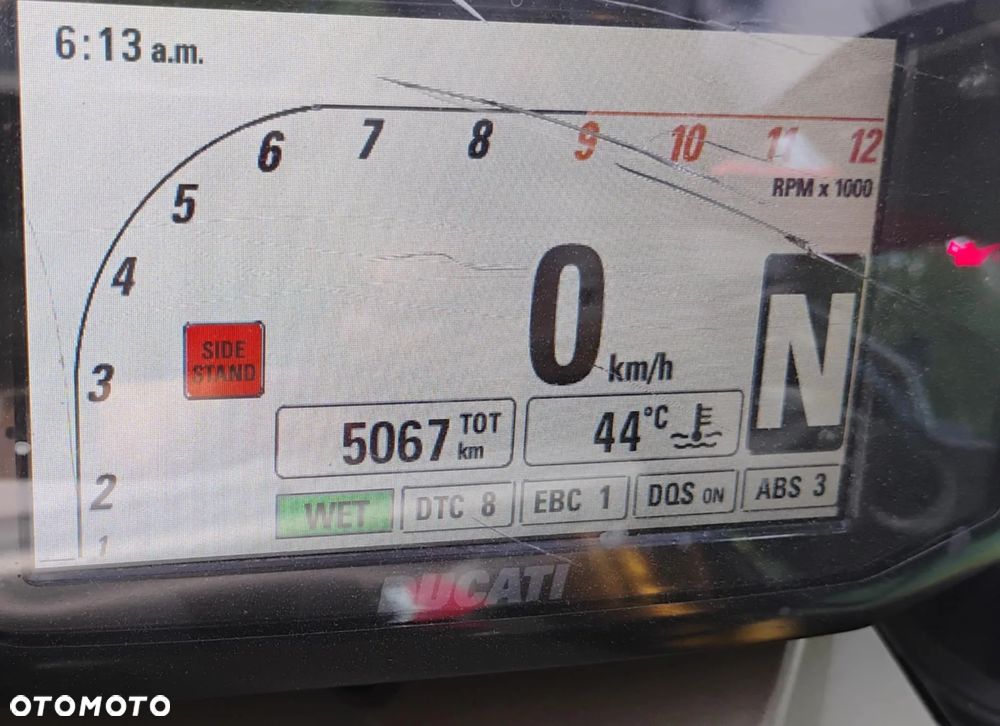 6:13 a.m.
6 7 8 9 10 11 12
RPM x 1000
5
4
3
2
1
SIDE
STAND
0 km/h
N
5067 TOT
km
44 °C
WET
DTC 8
EBC 1
DQS ON
ABS 3
DUCATI
OTOMOTO